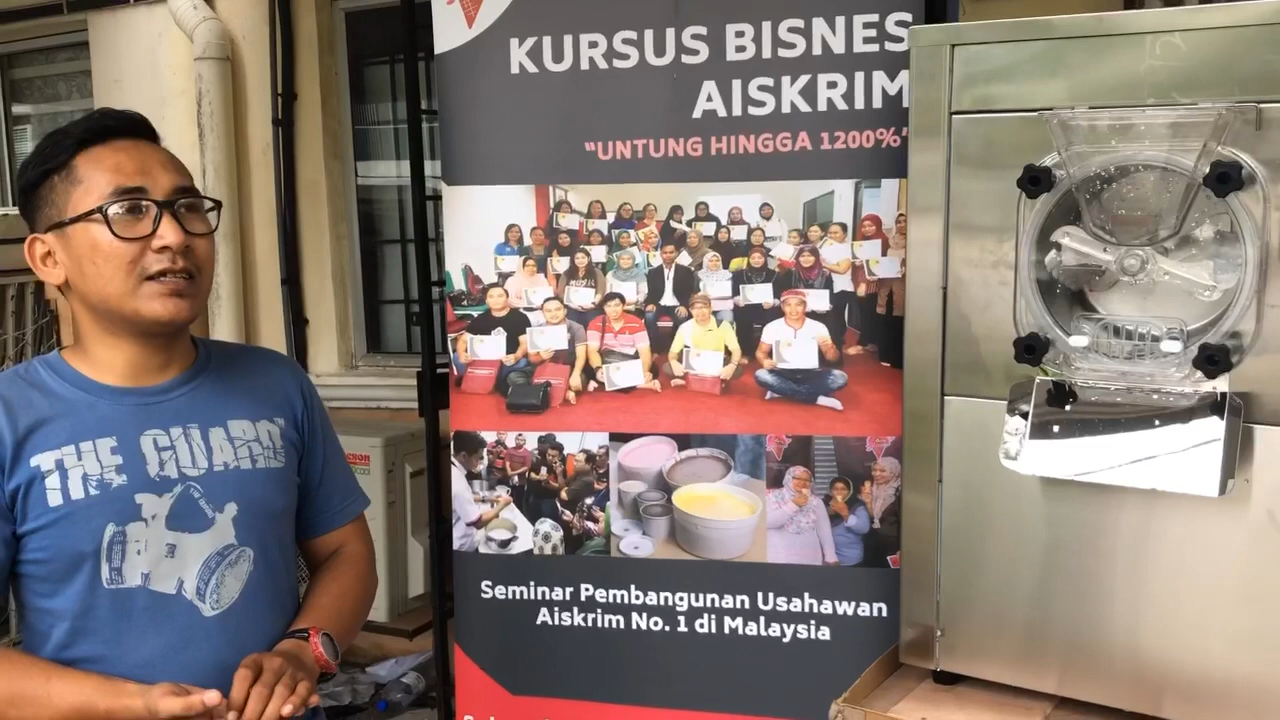 KURSUS BISNES
AISKRIM
"UNTUNG HINGGA 1200%"
THE GUARD
Seminar Pembangunan Usahawan
Aiskrim No. 1 di Malaysia